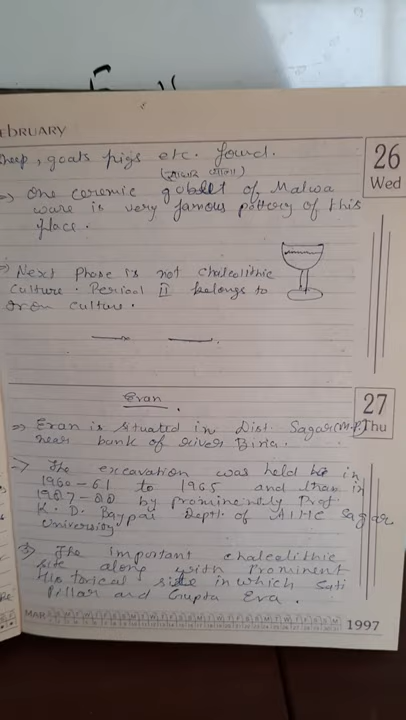 February
sheep, goats pigs etc. found.
26
Wed
⇒ One ceremic goblet of Malwa
ware is very famous pottery of this
place.
⇒ Next Phase is not chalcolithic
culture. Period II belongs to
Iron culture.
Eran
27
Thu
⇒ Eran is situated in Dist. Sagar (M.P.)
near bank of river Bina.
⇒ The excavation was held in
1960-61 to 1965 and in
1987-88 by prominently Prof.
K. D. Bajpai Deptt. of AIHC Sagar
University
⇒ The important chalcolithic
site along with Prominent
Historical site in which Sati
Pillar and Gupta Era.
MAR
1997